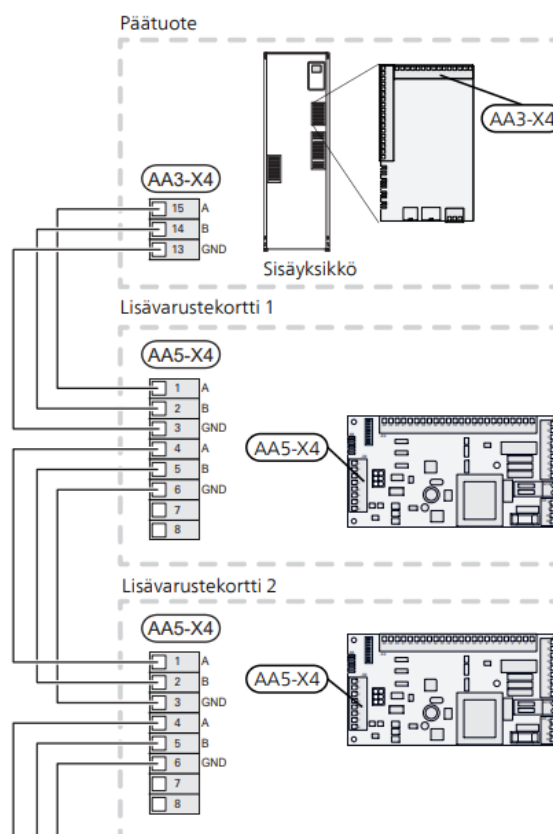 Päätuote
AA3-X4
AA3-X4
15 A
14 B
13 GND
Sisäyksikkö
Lisävarustekortti 1
AA5-X4
1 A
2 B
3 GND
4 A
5 B
6 GND
7
8
AA5-X4
Lisävarustekortti 2
AA5-X4
1 A
2 B
3 GND
4 A
5 B
6 GND
7
8
AA5-X4